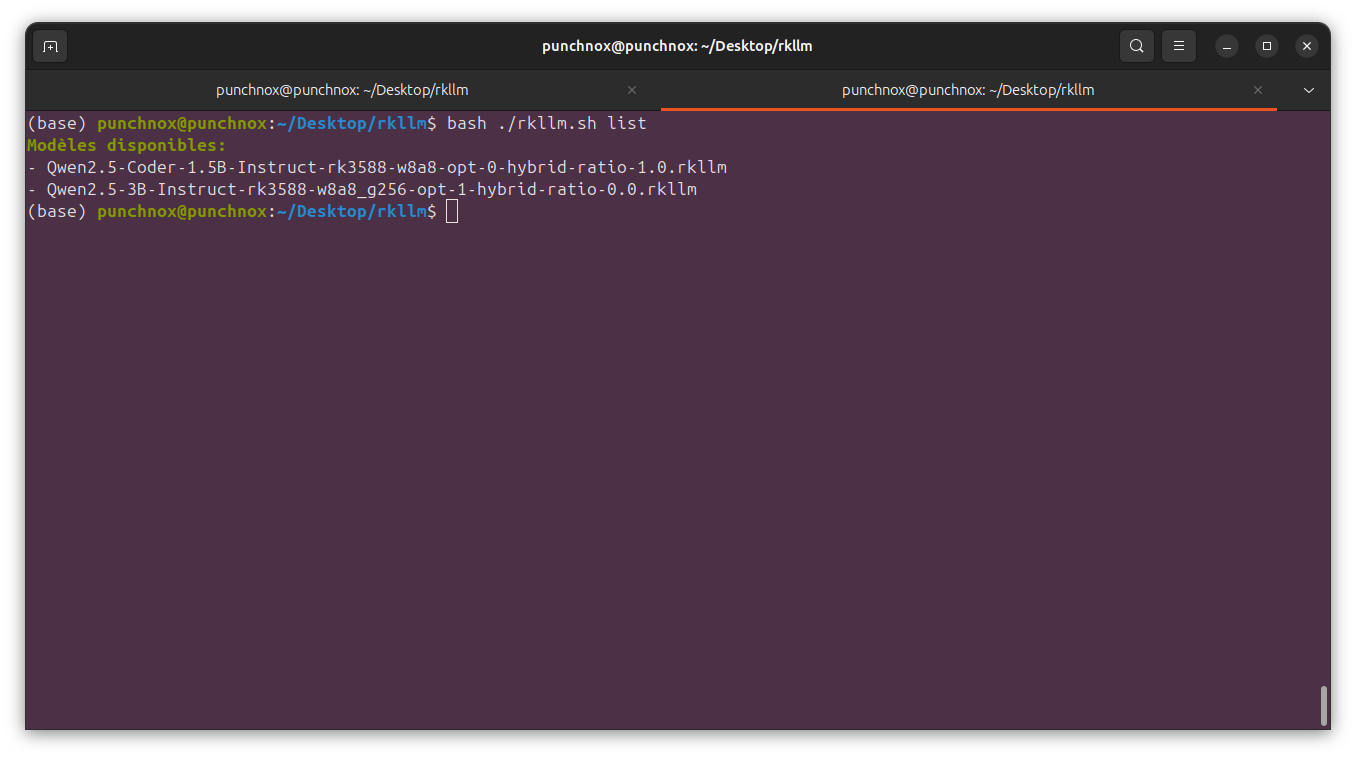 punchnox@punchnox: ~/Desktop/rkllm
punchnox@punchnox: ~/Desktop/rkllm
punchnox@punchnox: ~/Desktop/rkllm
(base) punchnox@punchnox:~/Desktop/rkllm$ bash ./rkllm.sh list
Modèles disponibles:
- Qwen2.5-Coder-1.5B-Instruct-rk3588-w8a8-opt-0-hybrid-ratio-1.0.rkllm
- Qwen2.5-3B-Instruct-rk3588-w8a8_g256-opt-1-hybrid-ratio-0.0.rkllm
(base) punchnox@punchnox:~/Desktop/rkllm$